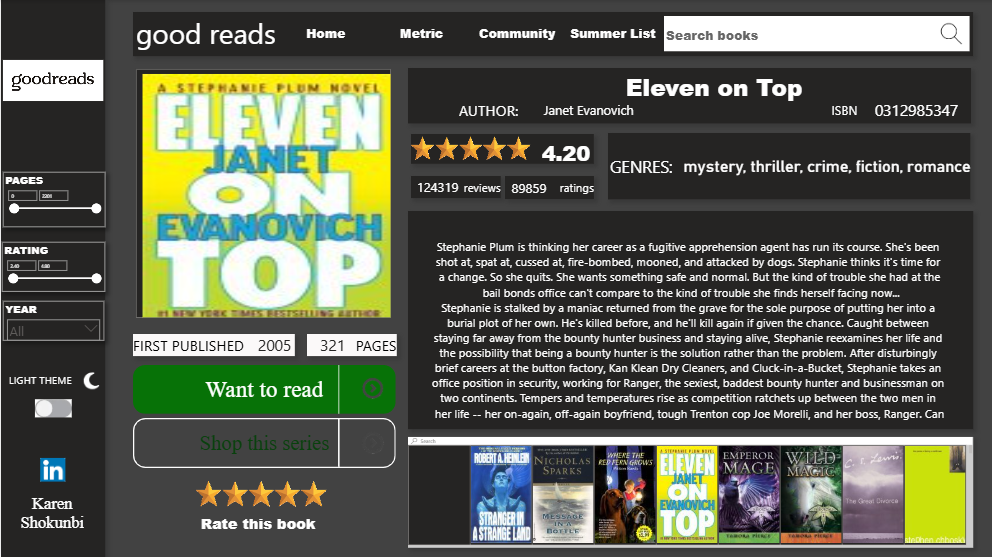 good reads
Home
Metric
Community
Summer List
Search books
goodreads
PAGES
0
RATING
YEAR
All
LIGHT THEME
in
Karen
Shokunbi
A STEPHANIE PLUM NOVEL
ELEVEN
JANET
ON
EVANOVICH
TOP
#1 NEW YORK TIMES BESTSELLING AUTHOR
FIRST PUBLISHED 2005
321 PAGES
Want to read
Shop this series
Rate this book
Eleven on Top
AUTHOR: Janet Evanovich
ISBN 0312985347
4.20
124319 reviews
89859 ratings
GENRES: mystery, thriller, crime, fiction, romance
Stephanie Plum is thinking her career as a fugitive apprehension agent has run its course. She's been
shot at, spat at, cussed at, fire-bombed, mooned, and attacked by dogs. Stephanie thinks it's time for
a change. So she quits. She wants something safe and normal. But the kind of trouble she had at the
bail bonds office can't compare to the kind of trouble she finds herself facing now...
Stephanie is stalked by a maniac returned from the grave for the sole purpose of putting her into a
burial plot of her own. He's killed before, and he'll kill again if given the chance. Caught between
staying far away from the bounty hunter business and staying alive, Stephanie reexamines her life and
the possibility that being a bounty hunter is the solution rather than the problem. After disturbingly
brief careers at the button factory, Kan Klean Dry Cleaners, and Cluck-in-a-Bucket, Stephanie takes an
office position in security, working for Ranger, the sexiest, baddest bounty hunter and businessman on
two continents. Tempers and temperatures rise as competition ratchets up between the two men in
her life -- her on-again, off-again boyfriend, tough Trenton cop Joe Morelli, and her boss, Ranger. Can
Search
ROBERT A. HEINLEIN
STRANGER IN
A STRANGE LAND
NICHOLAS
SPARKS
MESSAGE
IN A
BOTTLE
WHERE THE
RED FERN GROWS
A STEPHANIE PLUM NOVEL
ELEVEN
JANET
ON
EVANOVICH
TOP
EMPEROR
MAGE
TAMORA PIERCE
WILD
MAGIC
TAMORA PIERCE
C. S. Lewis
The Great Divorce
stephen chbosky